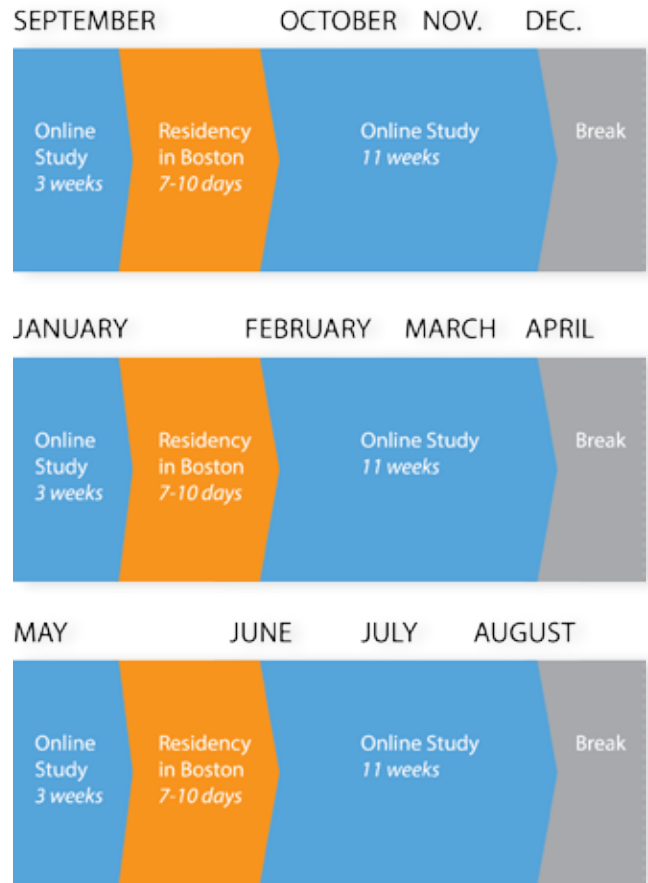 SEPTEMBER OCTOBER NOV. DEC.
Online Study 3 weeks
Residency in Boston 7-10 days
Online Study 11 weeks
Break
JANUARY FEBRUARY MARCH APRIL
Online Study 3 weeks
Residency in Boston 7-10 days
Online Study 11 weeks
Break
MAY JUNE JULY AUGUST
Online Study 3 weeks
Residency in Boston 7-10 days
Online Study 11 weeks
Break